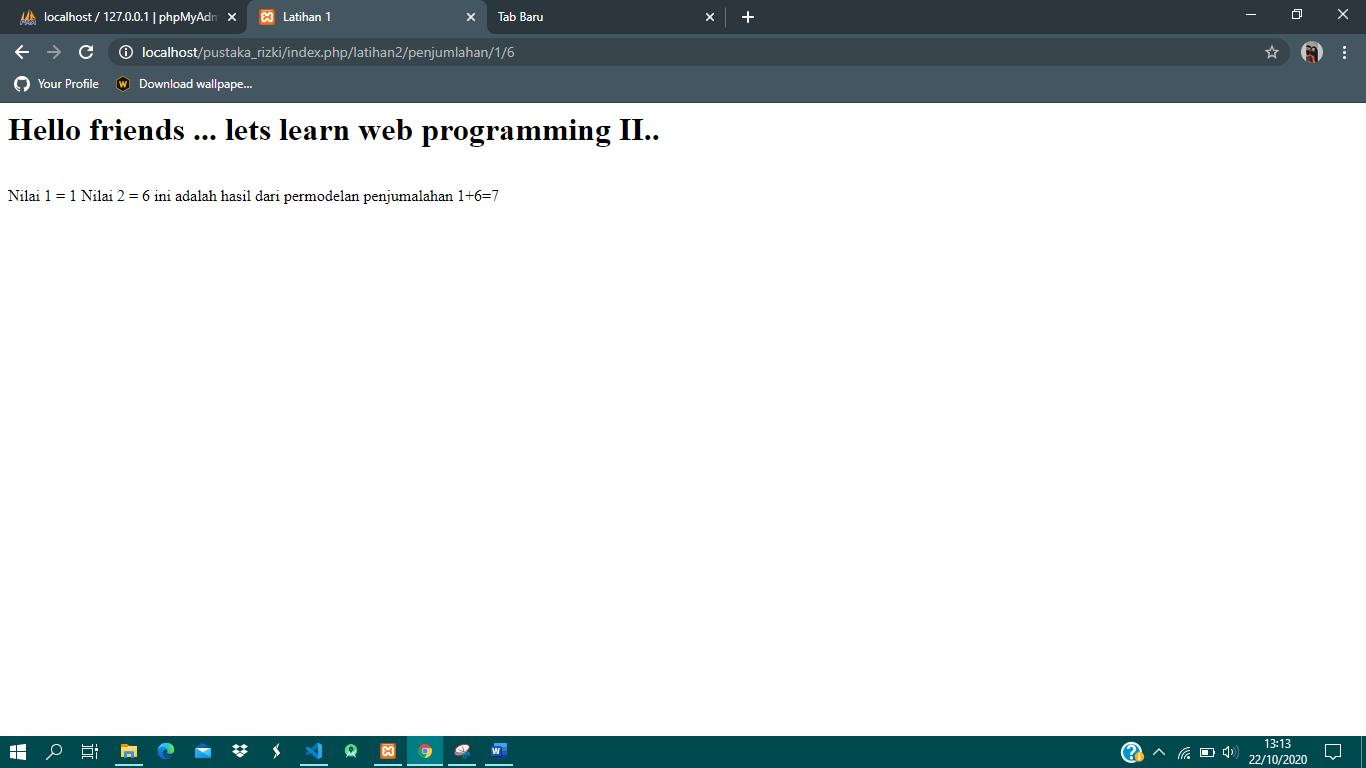 localhost / 127.0.0.1 | phpMyAdm
Latihan 1
Tab Baru
localhost/pustaka_rizki/index.php/latihan2/penjumlahan/1/6
Your Profile
Download wallpape...
Hello friends ... lets learn web programming II..
Nilai 1 = 1 Nilai 2 = 6 ini adalah hasil dari permodelan penjumalahan 1+6=7
13:13
22/10/2020